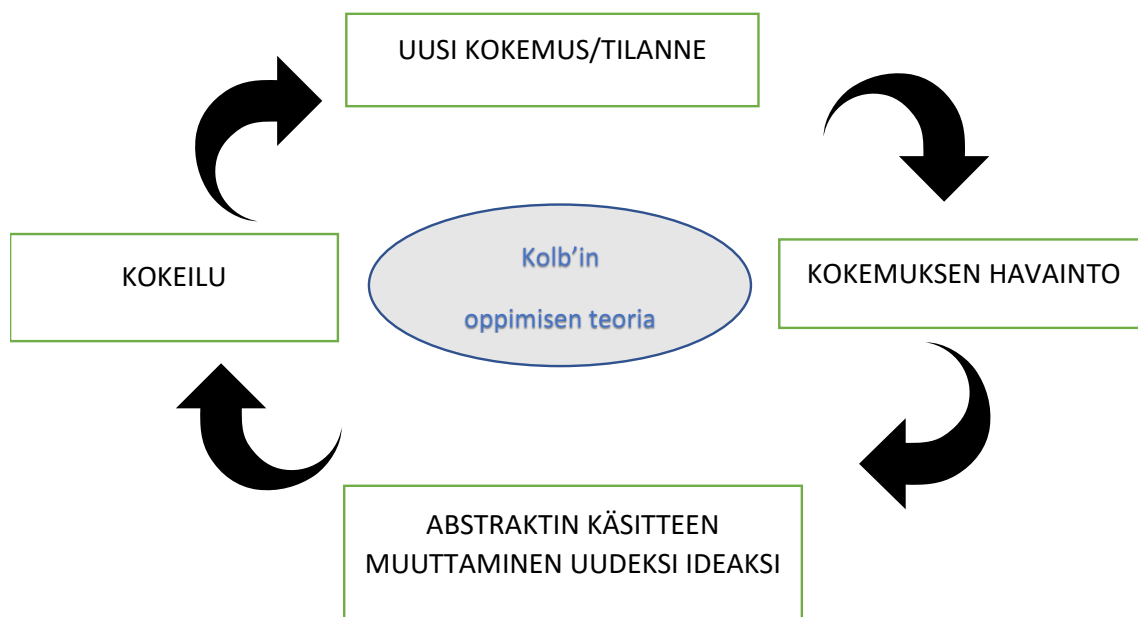 UUSI KOKEMUS/TILANNE
KOKEILU
Kolb’in
oppimisen teoria
KOKEMUKSEN HAVAINTO
ABSTRAKTIN KÄSITTEEN
MUUTTAMINEN UUDEKSI IDEAKSI